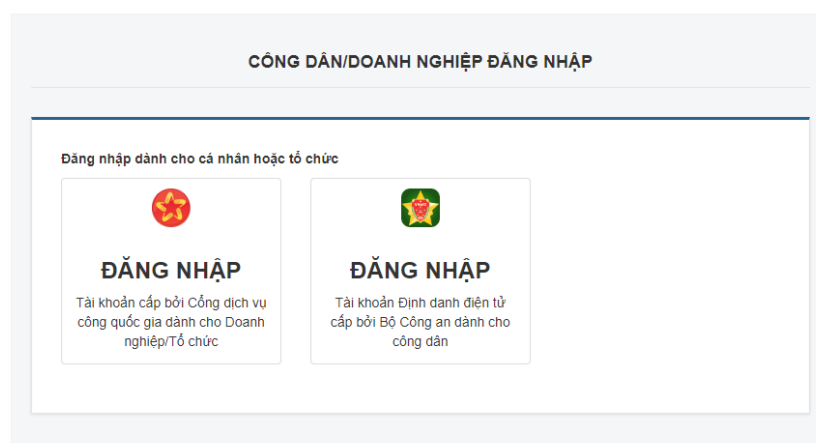 CÔNG DÂN/DOANH NGHIỆP ĐĂNG NHẬP
Đăng nhập dành cho cá nhân hoặc tổ chức
ĐĂNG NHẬP
Tài khoản cấp bởi Cổng dịch vụ
công quốc gia dành cho Doanh
nghiệp/Tổ chức
ĐĂNG NHẬP
Tài khoản Định danh điện tử
cấp bởi Bộ Công an dành cho
công dân